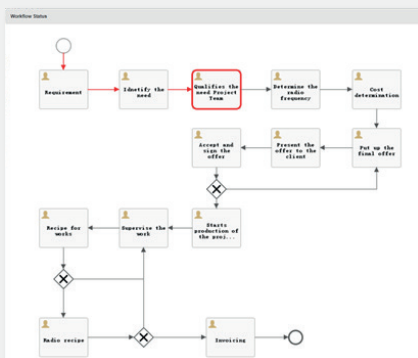 Workflow Status
Requirement
Identify the
need
Qualifies the
need Project
Team
Determine the
radio
frequency
Cost
determination
Accept and
sign the
offer
Present the
offer to the
client
Put up the
final offer
Recipe for
works
Supervise the
work
Starts
production of
the proj...
Radio recipe
Invoicing